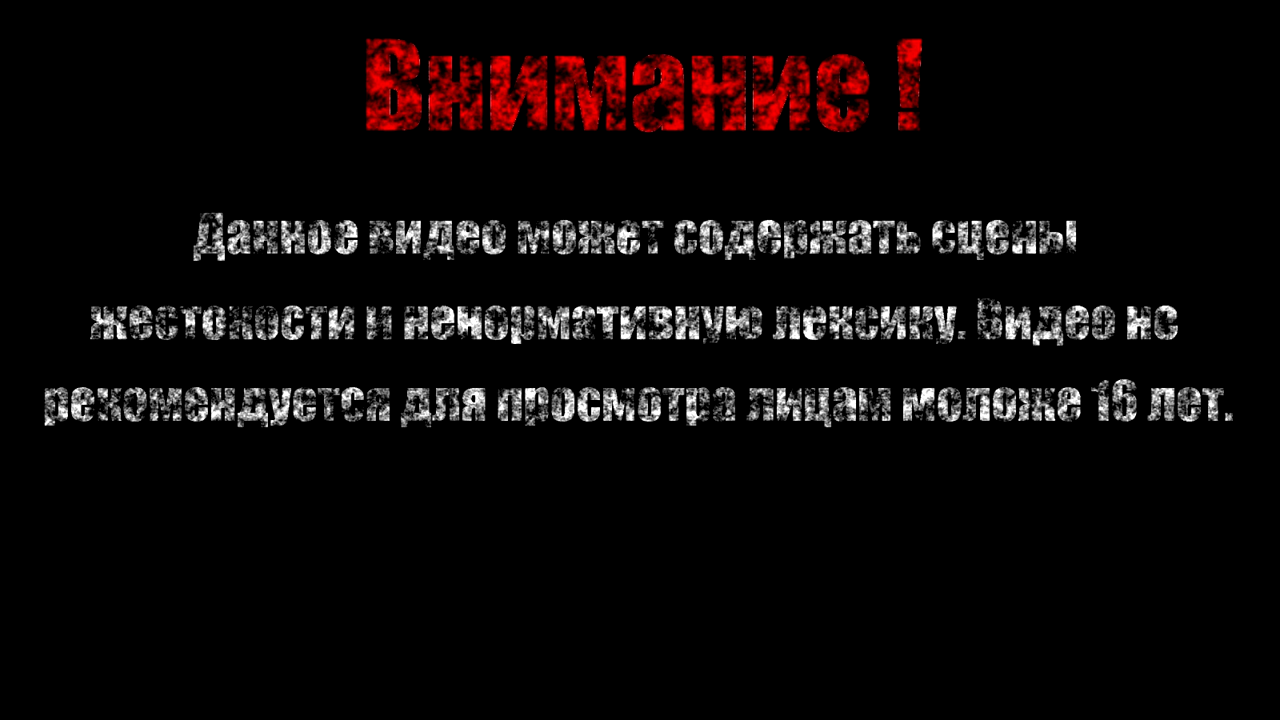 Внимание !
Данное видео может содержать сцены
жестокости и ненормативную лексику. Видео не
рекомендуется для просмотра лицам моложе 16 лет.